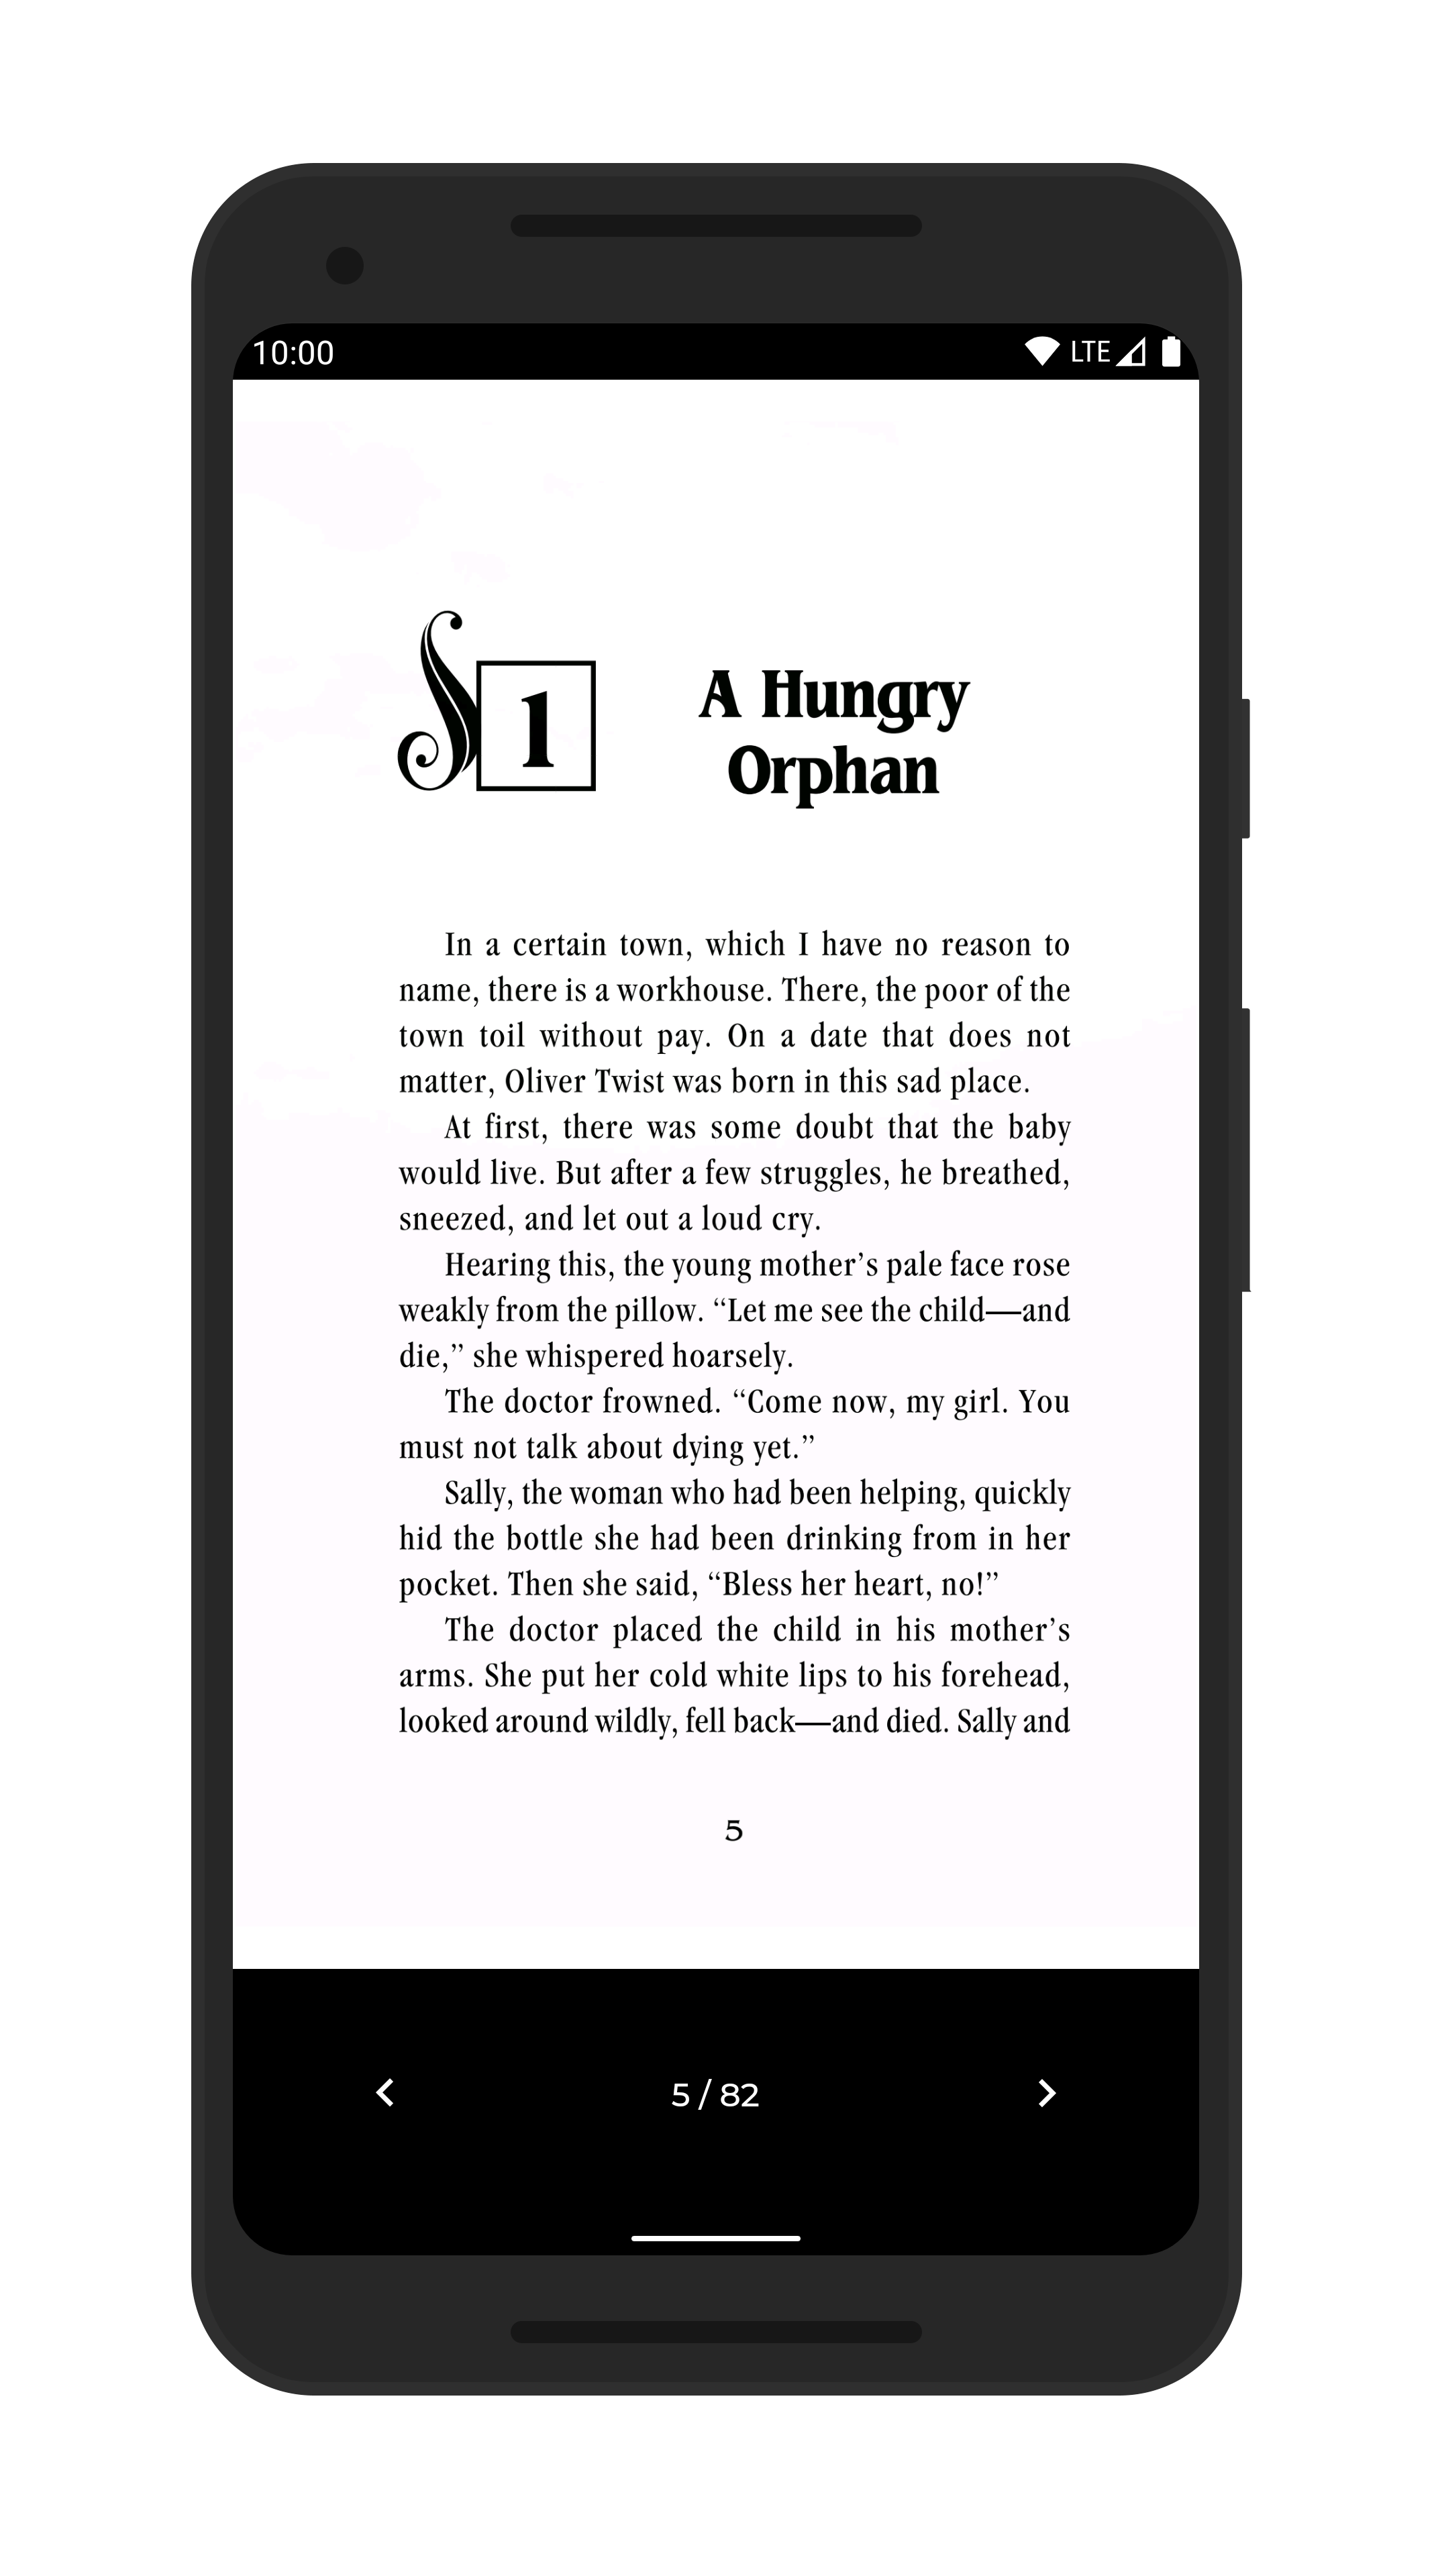 10:00 LTE
1
A Hungry
Orphan
In a certain town, which I have no reason to
name, there is a workhouse. There, the poor of the
town toil without pay. On a date that does not
matter, Oliver Twist was born in this sad place.
At first, there was some doubt that the baby
would live. But after a few struggles, he breathed,
sneezed, and let out a loud cry.
Hearing this, the young mother’s pale face rose
weakly from the pillow. “Let me see the child—and
die,” she whispered hoarsely.
The doctor frowned. “Come now, my girl. You
must not talk about dying yet.”
Sally, the woman who had been helping, quickly
hid the bottle she had been drinking from in her
pocket. Then she said, “Bless her heart, no!”
The doctor placed the child in his mother’s
arms. She put her cold white lips to his forehead,
looked around wildly, fell back—and died. Sally and
5
5 / 82